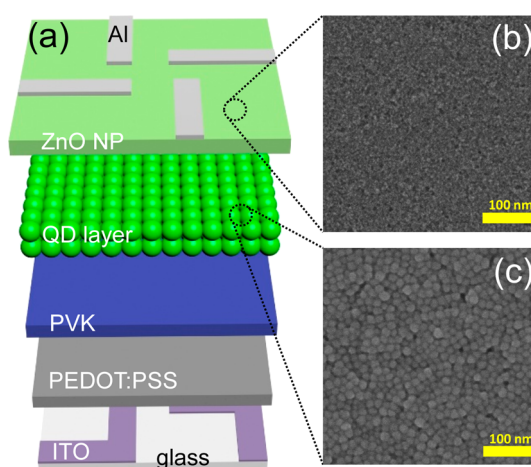 (a)
Al
ZnO NP
QD layer
PVK
PEDOT:PSS
ITO
glass
(b)
100 nm
(c)
100 nm